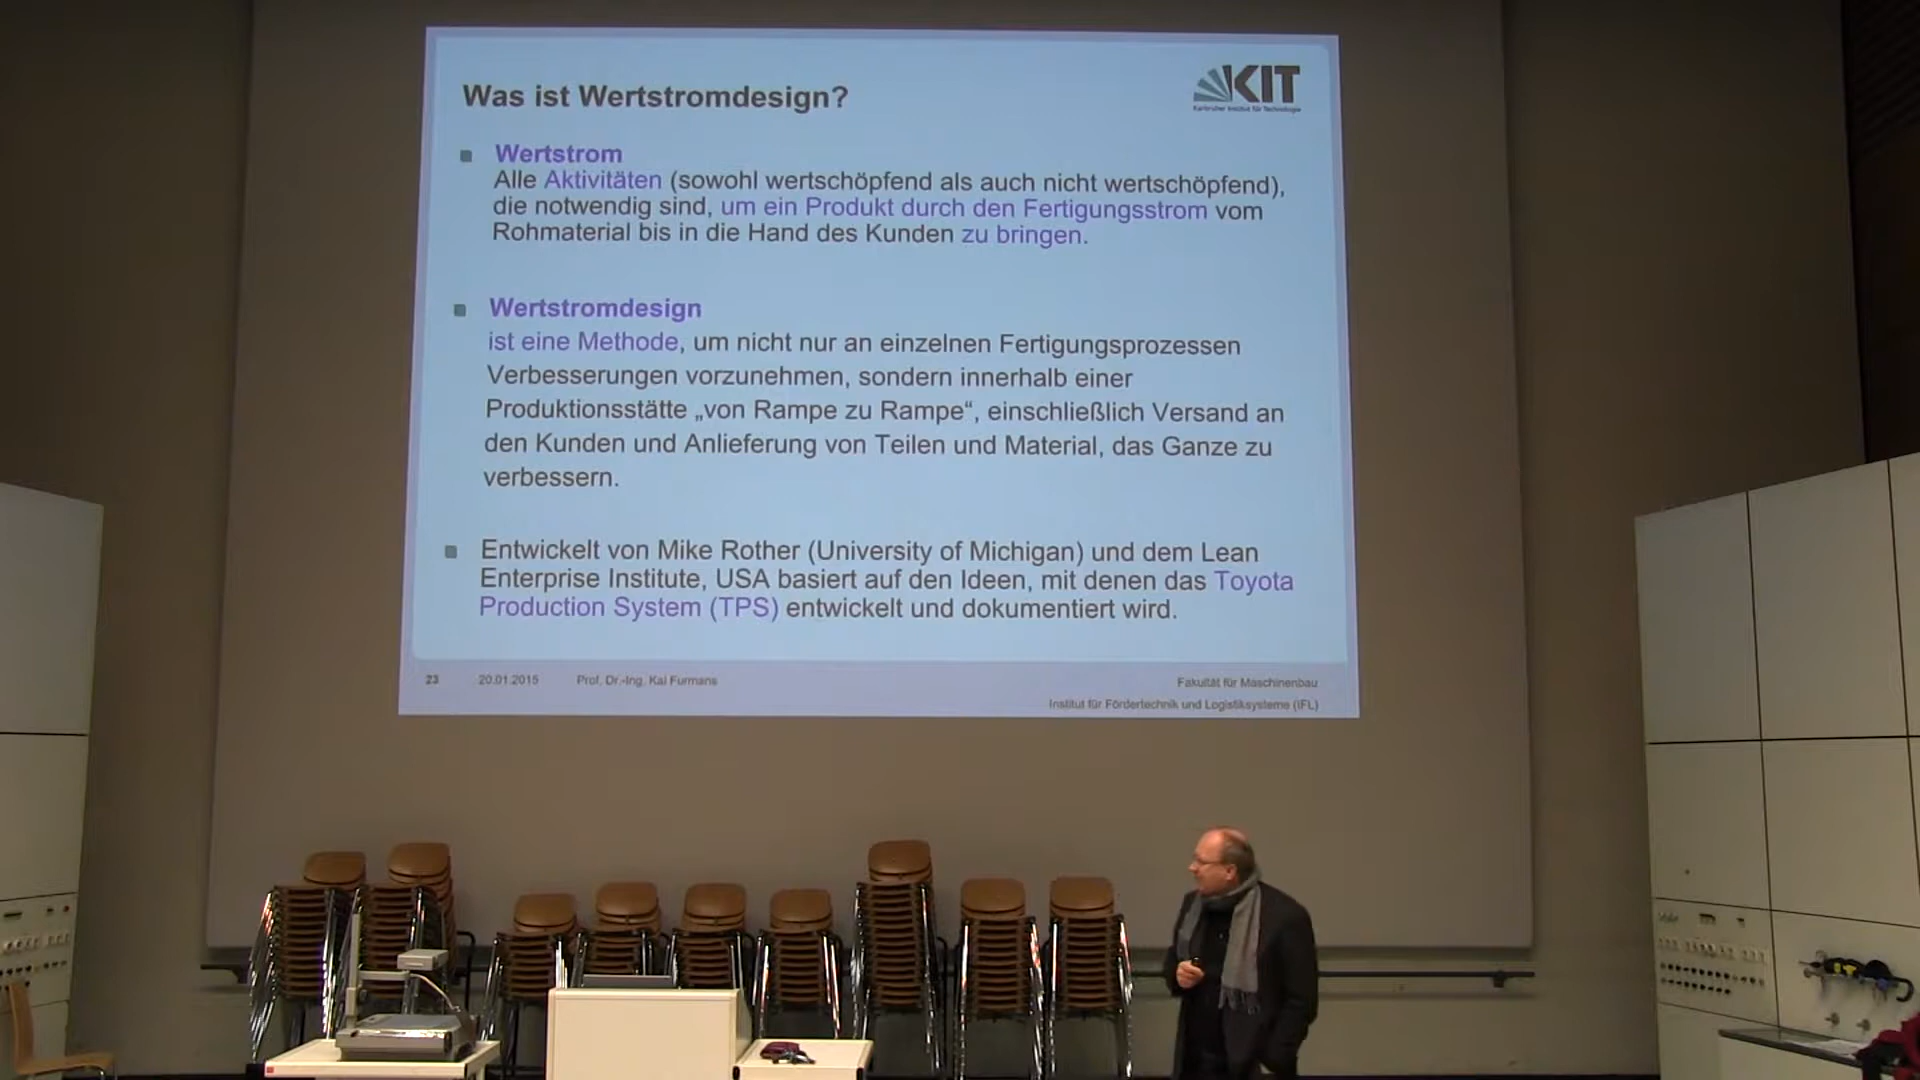 Was ist Wertstromdesign?
KIT
Karlsruher Institut für Technologie
Wertstrom
Alle Aktivitäten (sowohl wertschöpfend als auch nicht wertschöpfend),
die notwendig sind, um ein Produkt durch den Fertigungsstrom vom
Rohmaterial bis in die Hand des Kunden zu bringen.
Wertstromdesign
ist eine Methode, um nicht nur an einzelnen Fertigungsprozessen
Verbesserungen vorzunehmen, sondern innerhalb einer
Produktionsstätte „von Rampe zu Rampe“, einschließlich Versand an
den Kunden und Anlieferung von Teilen und Material, das Ganze zu
verbessern.
Entwickelt von Mike Rother (University of Michigan) und dem Lean
Enterprise Institute, USA basiert auf den Ideen, mit denen das Toyota
Production System (TPS) entwickelt und dokumentiert wird.
23 20.01.2015 Prof. Dr.-Ing. Kai Furmans
Fakultät für Maschinenbau
Institut für Fördertechnik und Logistiksysteme (IFL)